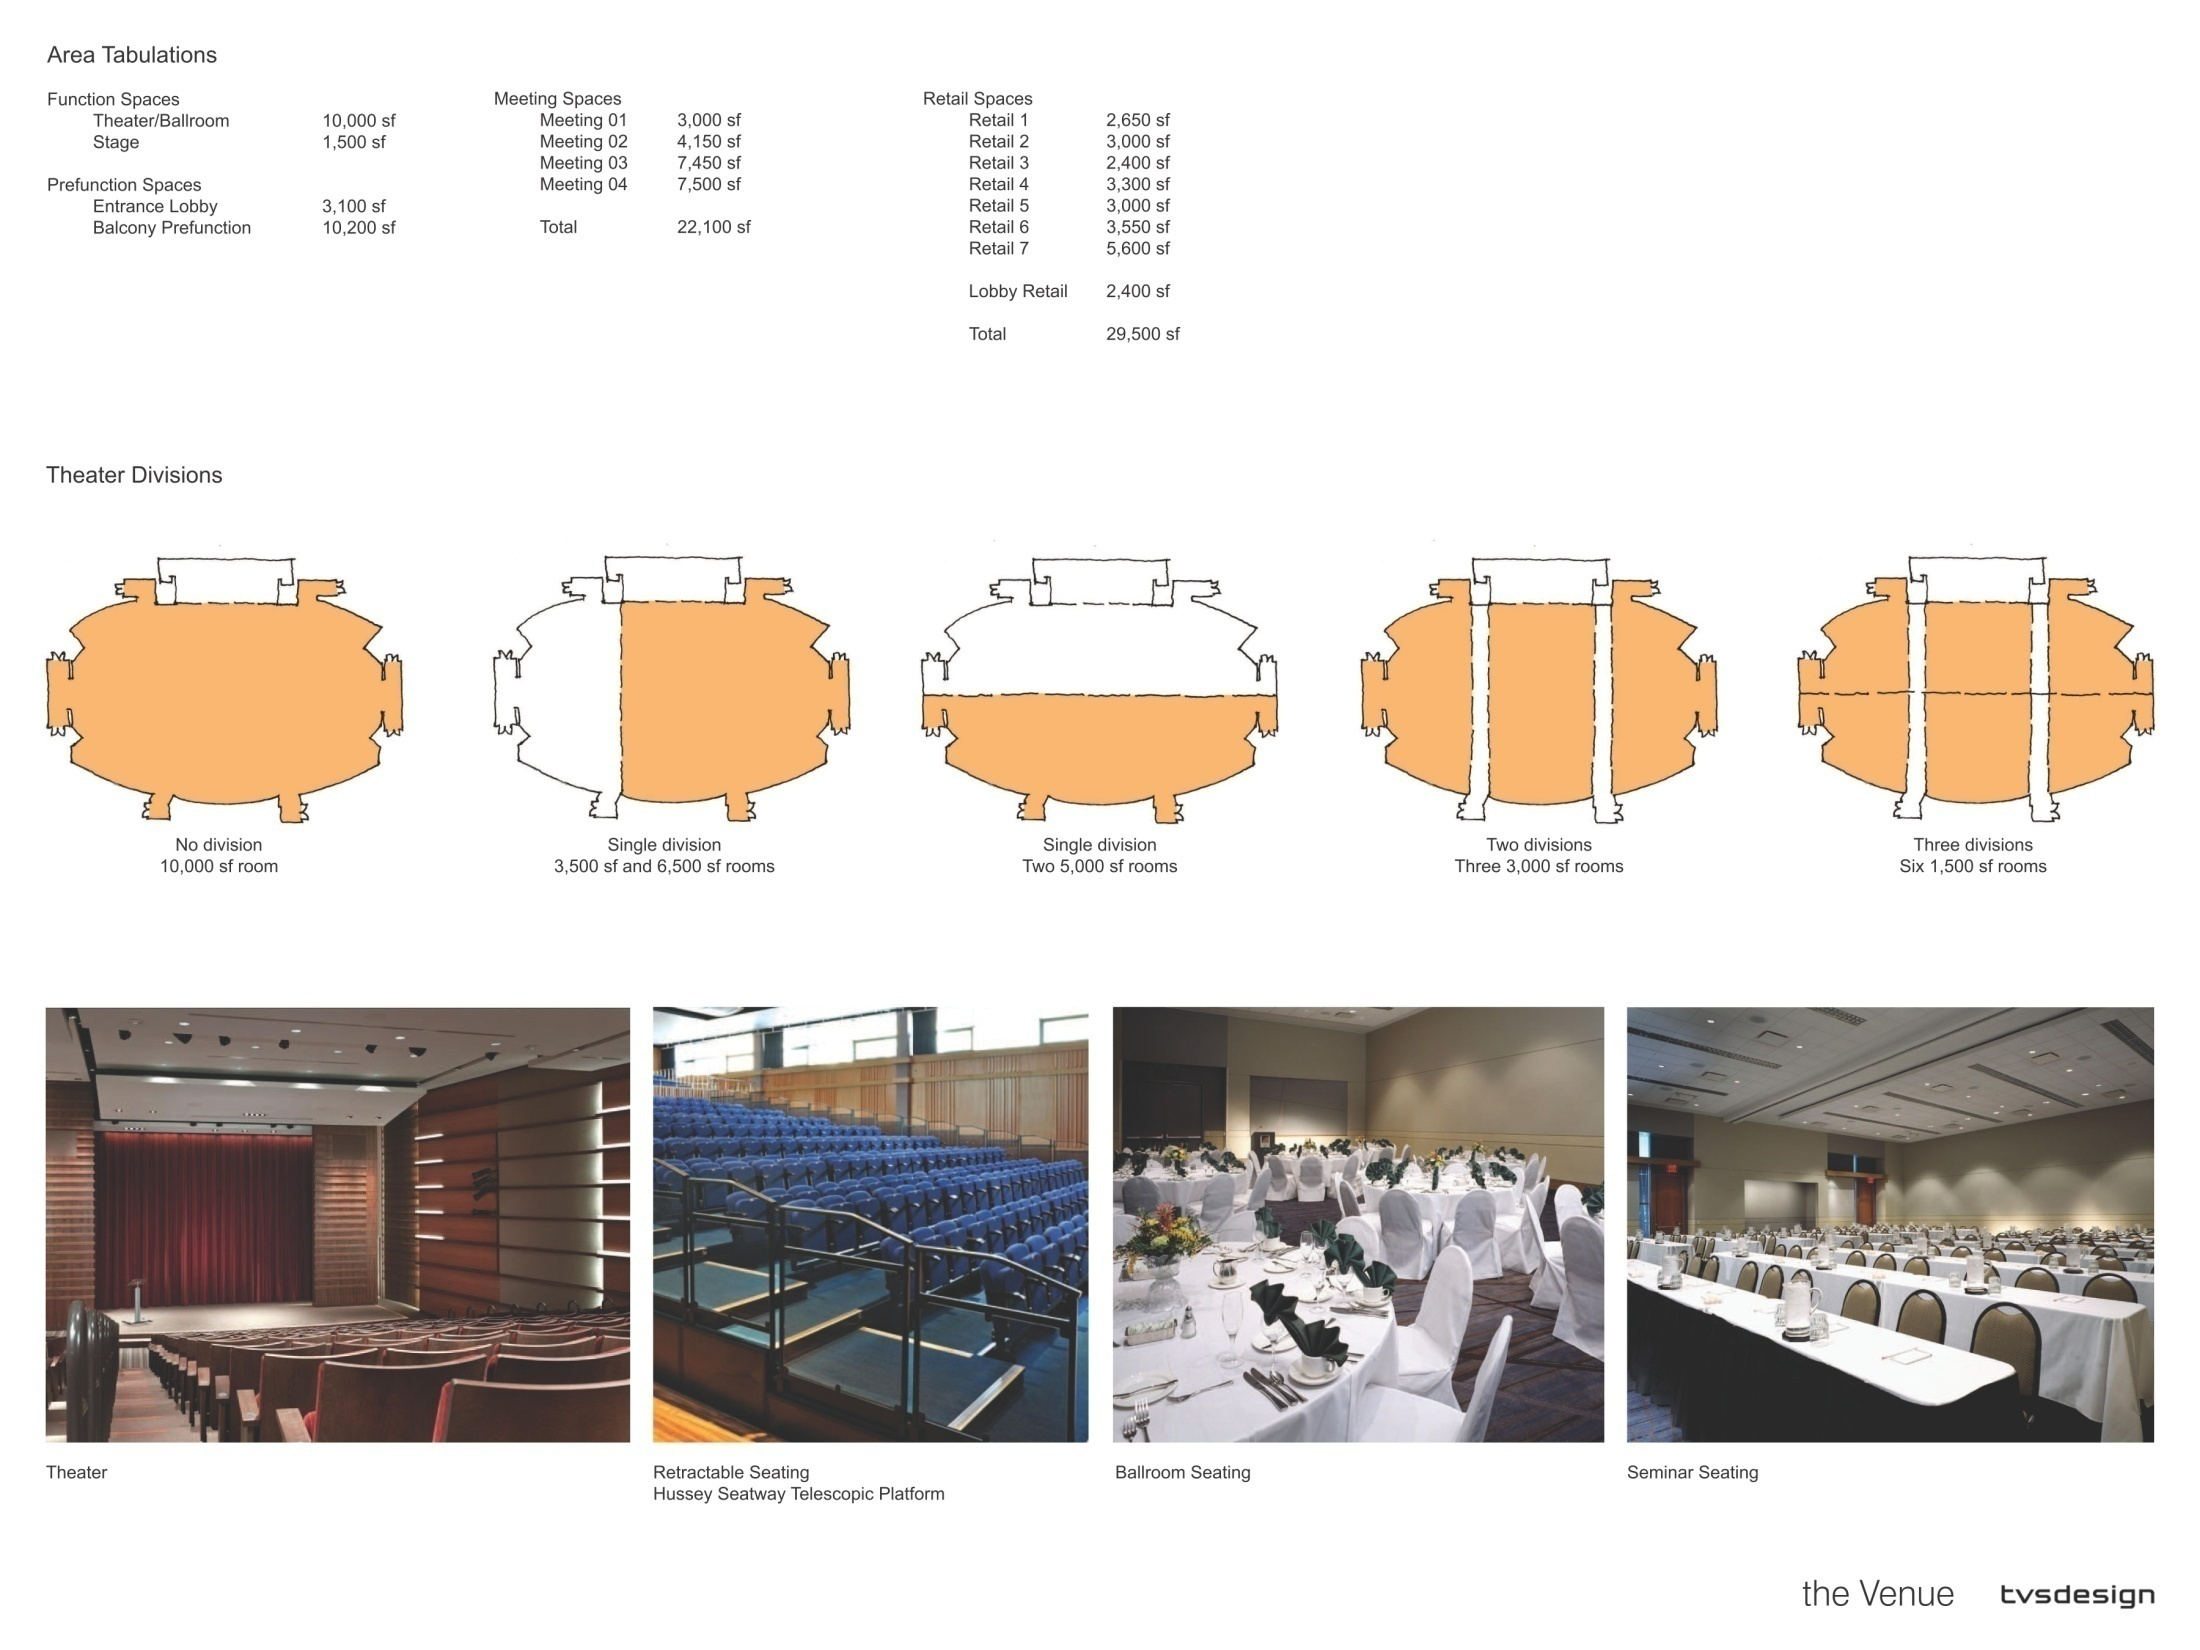 Area Tabulations
Function Spaces
Theater/Ballroom 10,000 sf
Stage 1,500 sf
Prefunction Spaces
Entrance Lobby 3,100 sf
Balcony Prefunction 10,200 sf
Meeting Spaces
Meeting 01 3,000 sf
Meeting 02 4,150 sf
Meeting 03 7,450 sf
Meeting 04 7,500 sf
Total 22,100 sf
Retail Spaces
Retail 1 2,650 sf
Retail 2 3,000 sf
Retail 3 2,400 sf
Retail 4 3,300 sf
Retail 5 3,000 sf
Retail 6 3,550 sf
Retail 7 5,600 sf
Lobby Retail 2,400 sf
Total 29,500 sf
Theater Divisions
No division
10,000 sf room
Single division
3,500 sf and 6,500 sf rooms
Single division
Two 5,000 sf rooms
Two divisions
Three 3,000 sf rooms
Three divisions
Six 1,500 sf rooms
Theater
Retractable Seating
Hussey Seatway Telescopic Platform
Ballroom Seating
Seminar Seating
the Venue
tvsdesign